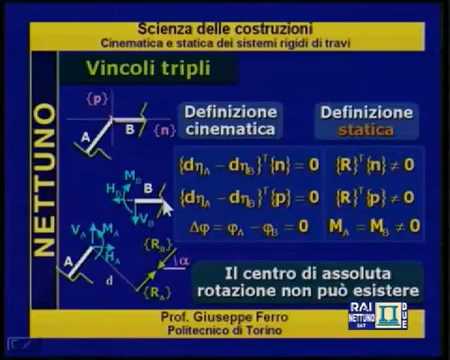 Scienza delle costruzioni
Cinematica e statica dei sistemi rigidi di travi
NETTUNO
Vincoli tripli
{p}
A
B
{n}
Definizione
cinematica
Definizione
statica
{dη_A – dη_B}^T {n} = 0
{R}^T {n} ≠ 0
{dη_A – dη_B}^T {p} = 0
{R}^T {p} ≠ 0
Δφ = φ_A – φ_B = 0
M_A = M_B ≠ 0
M_B
H_B
B
V_B
V_A
M_A
H_A
A
d
{R_B}
α
{R_A}
Il centro di assoluta
rotazione non può esistere
Prof. Giuseppe Ferro
Politecnico di Torino
RAI
NETTUNO
SAT
DUE